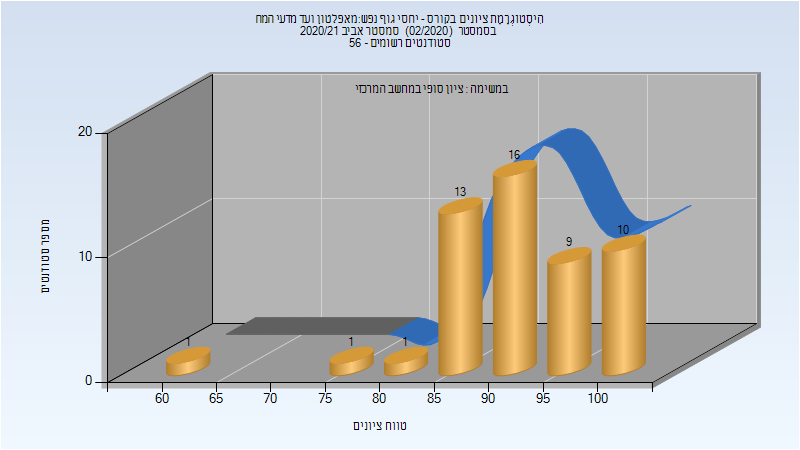 היסטוגרמת ציונים בקורס - יחסי גוף נפש:מאפלטון ועד מדעי המח
בסמסטר (02/2020) סמסטר אביב 2020/21
56 - סטודנטים רשומים
במשימה : ציון סופי במחשב המרכזי
מספר סטודנטים
20
10
0
1
1
1
13
16
9
10
60 65 70 75 80 85 90 95 100
טווח ציונים